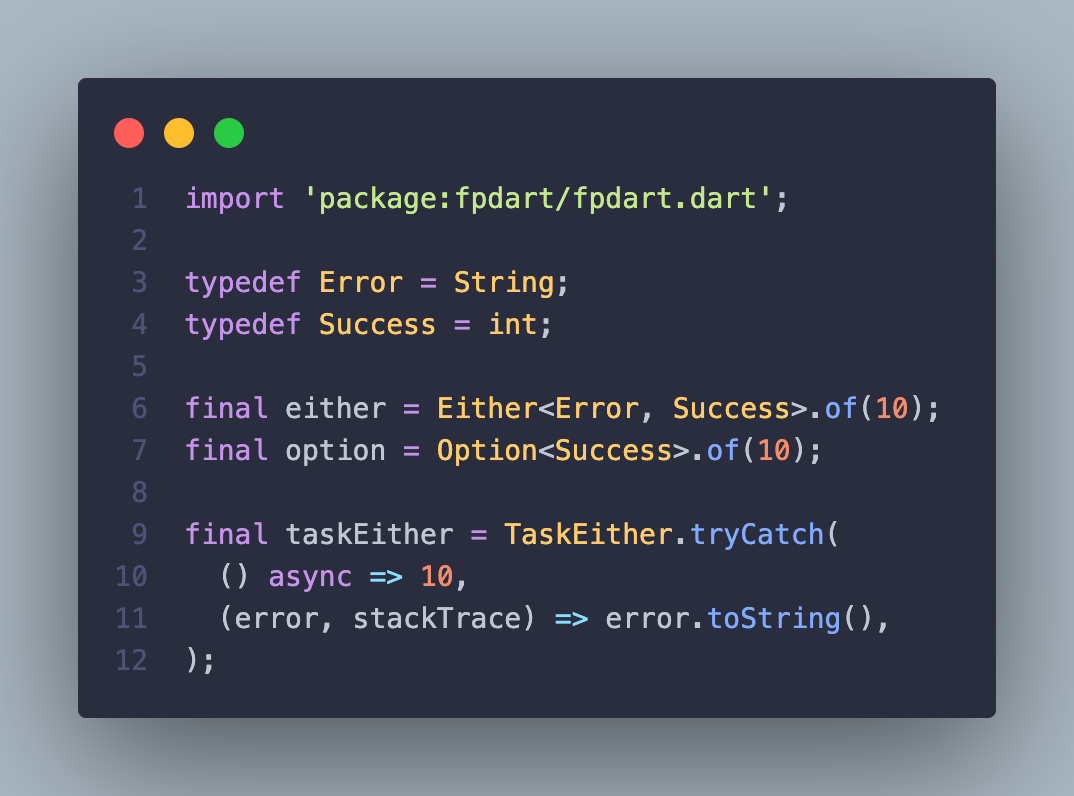 1 import 'package:fpdart/fpdart.dart';
2
3 typedef Error = String;
4 typedef Success = int;
5
6 final either = Either<Error, Success>.of(10);
7 final option = Option<Success>.of(10);
8
9 final taskEither = TaskEither.tryCatch(
10   () async => 10,
11   (error, stackTrace) => error.toString(),
12 );